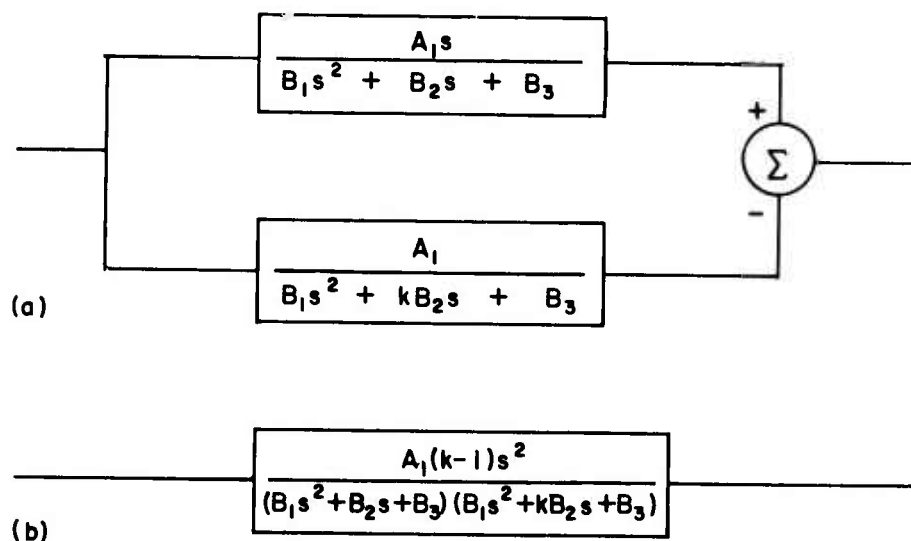 A₁s
B₁s² + B₂s + B₃
+
Σ
-
A₁
B₁s² + kB₂s + B₃
(a)
A₁(k-1)s²
(B₁s²+B₂s+B₃)(B₁s²+kB₂s+B₃)
(b)